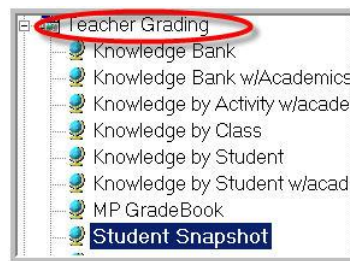 Teacher Grading
Knowledge Bank
Knowledge Bank w/Academics
Knowledge by Activity w/acade
Knowledge by Class
Knowledge by Student
Knowledge by Student w/acad
MP GradeBook
Student Snapshot